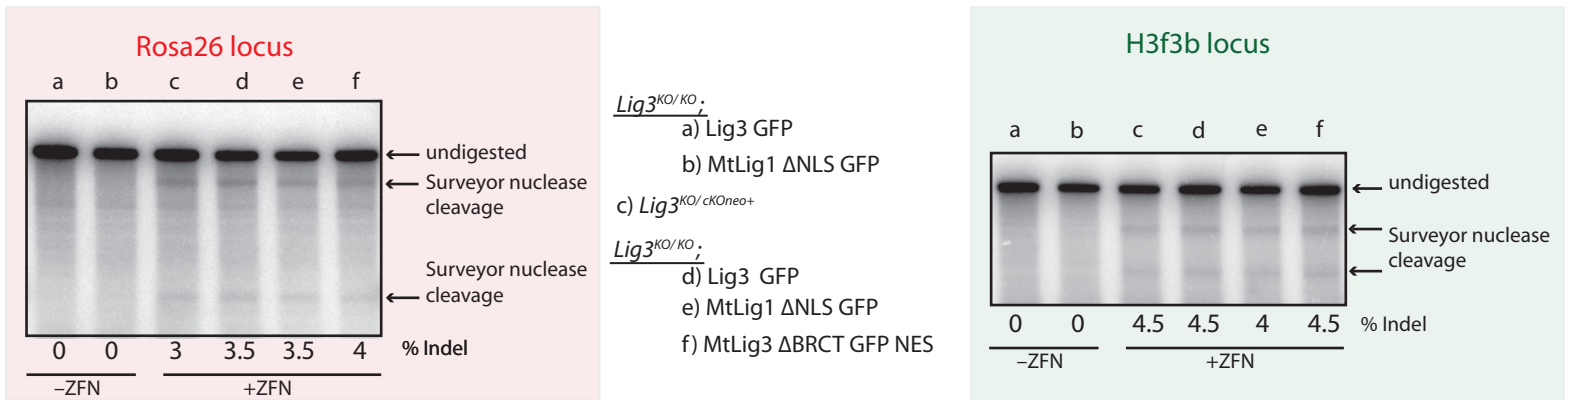 Rosa26 locus
a b c d e f
undigested
Surveyor nuclease
cleavage
Surveyor nuclease
cleavage
0 0 3 3.5 3.5 4 % Indel
–ZFN +ZFN
Lig3KO/KO;
a) Lig3 GFP
b) MtLig1 ΔNLS GFP
c) Lig3KO/cKOneo+
Lig3KO/KO;
d) Lig3 GFP
e) MtLig1 ΔNLS GFP
f) MtLig3 ΔBRCT GFP NES
H3f3b locus
a b c d e f
undigested
Surveyor nuclease
cleavage
0 0 4.5 4.5 4 4.5 % Indel
–ZFN +ZFN